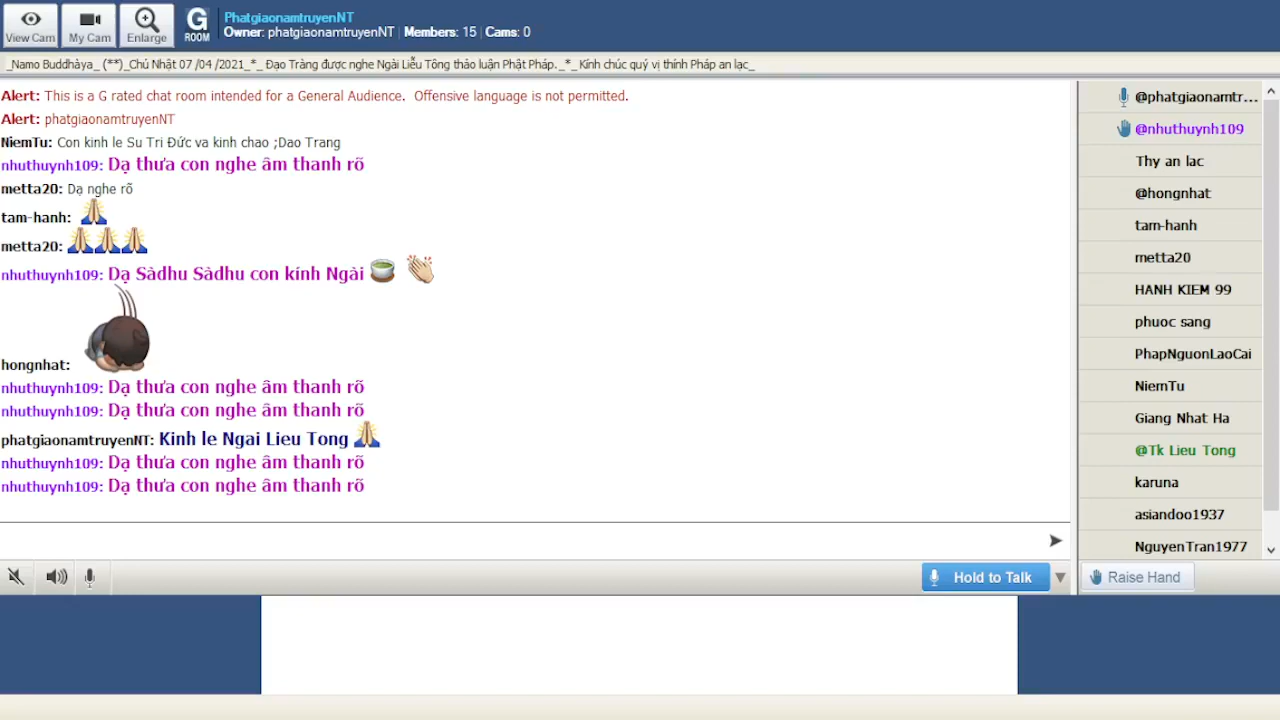 View Cam
My Cam
Enlarge
G
ROOM
PhatgiaonamtruyenNT
Owner: phatgiaonamtruyenNT | Members: 15 | Cams: 0
_Namo Buddhàya_ (**)_Chủ Nhật 07 /04 /2021_*_ Đạo Tràng được nghe Ngài Liễu Tông thảo luận Phật Pháp._*_ Kính chúc quý vị thính Pháp an lạc_
Alert: This is a G rated chat room intended for a General Audience. Offensive language is not permitted.
Alert: phatgiaonamtruyenNT
NiemTu: Con kinh le Su Tri Đức va kinh chao ;Dao Trang
nhuthuynh109: Dạ thưa con nghe âm thanh rõ
metta20: Dạ nghe rõ
tam-hanh:
metta20:
nhuthuynh109: Dạ Sàdhu Sàdhu con kính Ngài
hongnhat:
nhuthuynh109: Dạ thưa con nghe âm thanh rõ
nhuthuynh109: Dạ thưa con nghe âm thanh rõ
phatgiaonamtruyenNT: Kinh le Ngai Lieu Tong
nhuthuynh109: Dạ thưa con nghe âm thanh rõ
nhuthuynh109: Dạ thưa con nghe âm thanh rõ
Hold to Talk
@phatgiaonamtr...
@nhuthuynh109
Thy an lac
@hongnhat
tam-hanh
metta20
HANH KIEM 99
phuoc sang
PhapNguonLaoCai
NiemTu
Giang Nhat Ha
@Tk Lieu Tong
karuna
asiandoo1937
NguyenTran1977
Raise Hand